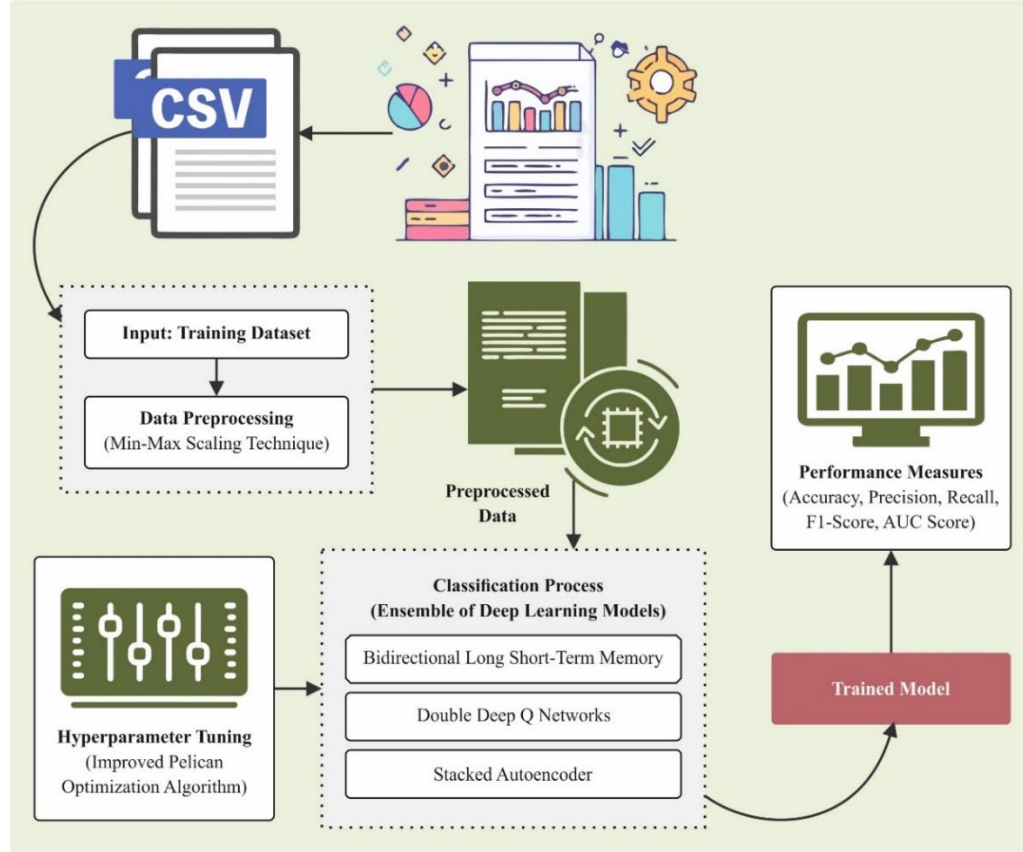 CSV
Input: Training Dataset
Data Preprocessing
(Min-Max Scaling Technique)
Preprocessed
Data
Performance Measures
(Accuracy, Precision, Recall,
F1-Score, AUC Score)
Hyperparameter Tuning
(Improved Pelican
Optimization Algorithm)
Classification Process
(Ensemble of Deep Learning Models)
Bidirectional Long Short-Term Memory
Double Deep Q Networks
Stacked Autoencoder
Trained Model